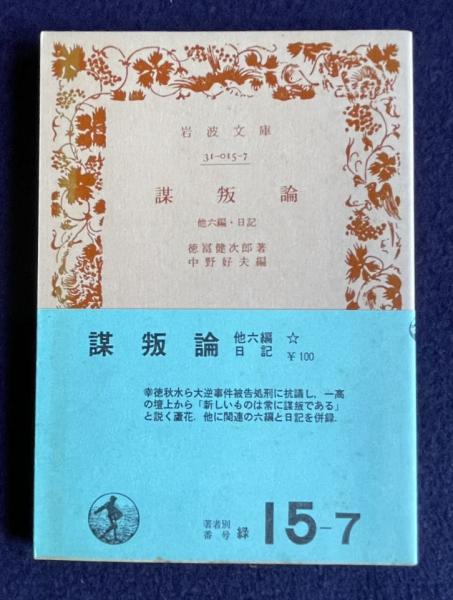 岩波文庫
31-015-7
謀叛論
他六編・日記
徳冨健次郎著
中野好夫編
謀叛論 他六編 日記 ☆ ¥100
幸徳秋水ら大逆事件被告処刑に抗議し，一高
の壇上から「新しいものは常に謀叛である」
と説く蘆花．他に関連の六編と日記を併録．
著者別番号 緑 15-7